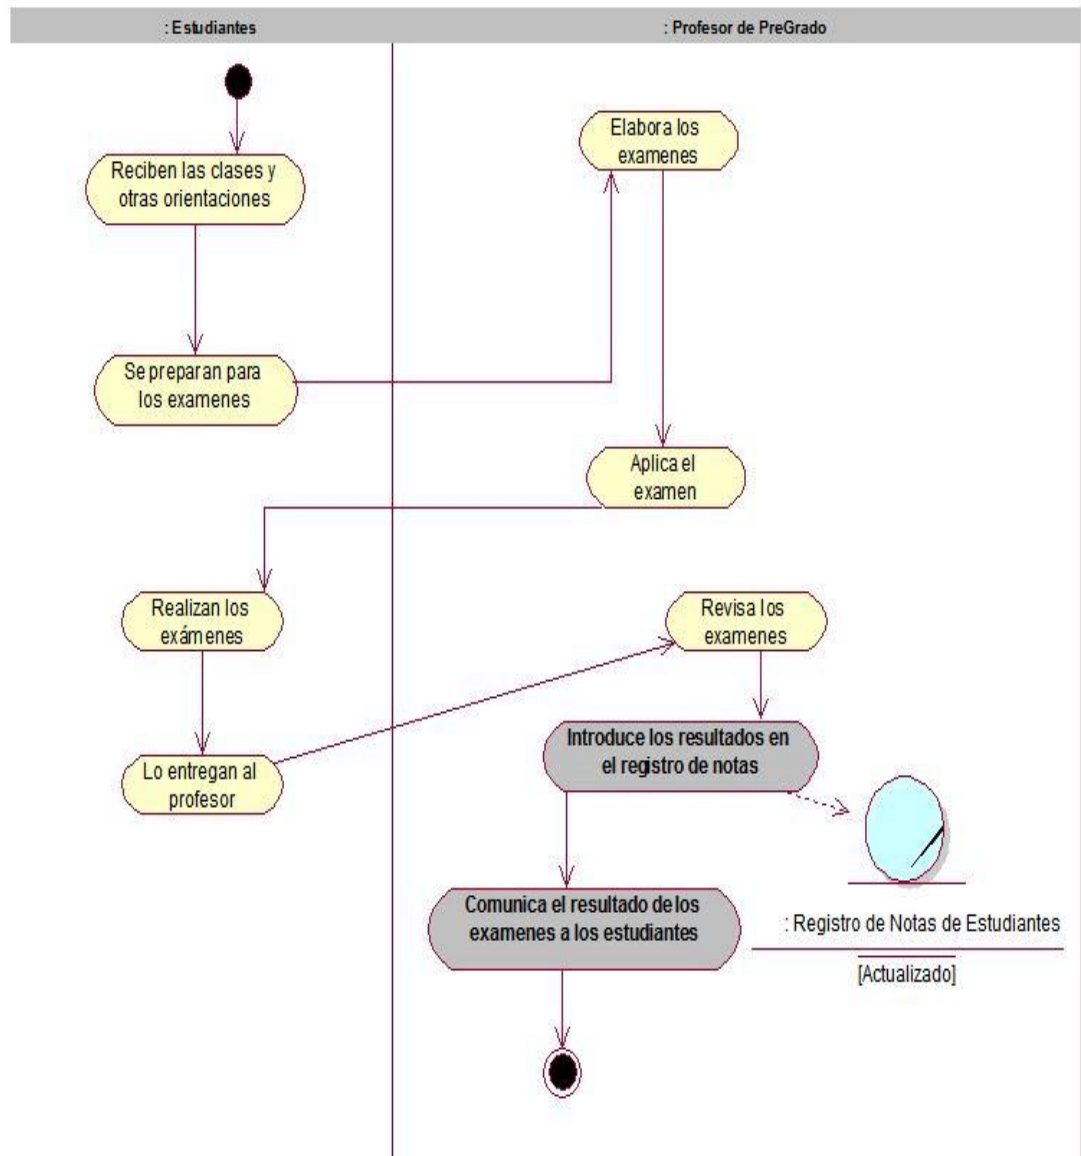 : Estudiantes
: Profesor de PreGrado
Elabora los
examenes
Reciben las clases y
otras orientaciones
Se preparan para
los examenes
Aplica el
examen
Realizan los
exámenes
Revisa los
examenes
Introduce los resultados en
el registro de notas
Lo entregan al
profesor
Comunica el resultado de los
examenes a los estudiantes
: Registro de Notas de Estudiantes
[Actualizado]